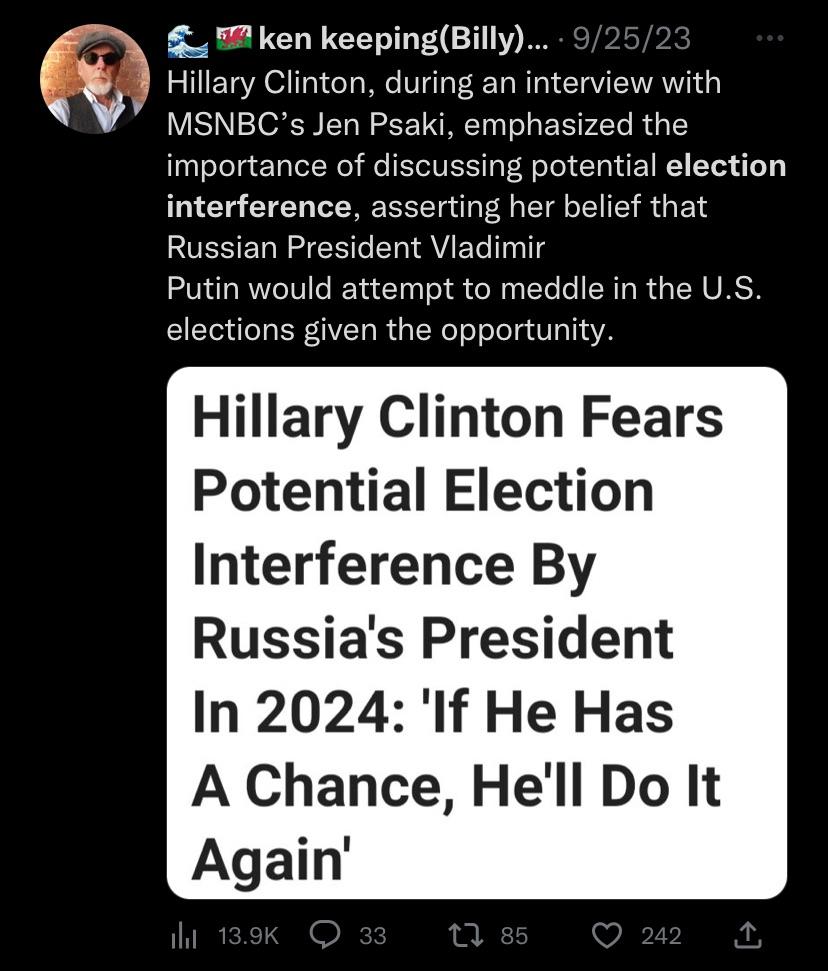 🌊🏴󠁧󠁢󠁷󠁬󠁳󠁿 ken keeping(Billy)... · 9/25/23
Hillary Clinton, during an interview with
MSNBC’s Jen Psaki, emphasized the
importance of discussing potential election
interference, asserting her belief that
Russian President Vladimir
Putin would attempt to meddle in the U.S.
elections given the opportunity.
Hillary Clinton Fears
Potential Election
Interference By
Russia's President
In 2024: 'If He Has
A Chance, He'll Do It
Again'
13.9K 33 85 242